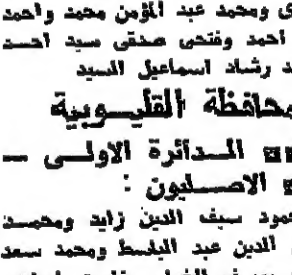 ى ومحمد عبد المؤمن محمد واحمد
احمد وفتحى صدقى سيد احمد
د رشاد اسماعيل السيد
محافظة القليوبية
الدائرة الاولى —
الاصليون :
مود سيف الدين زايد ومحمد
الدين عبد الباسط ومحمد سعد